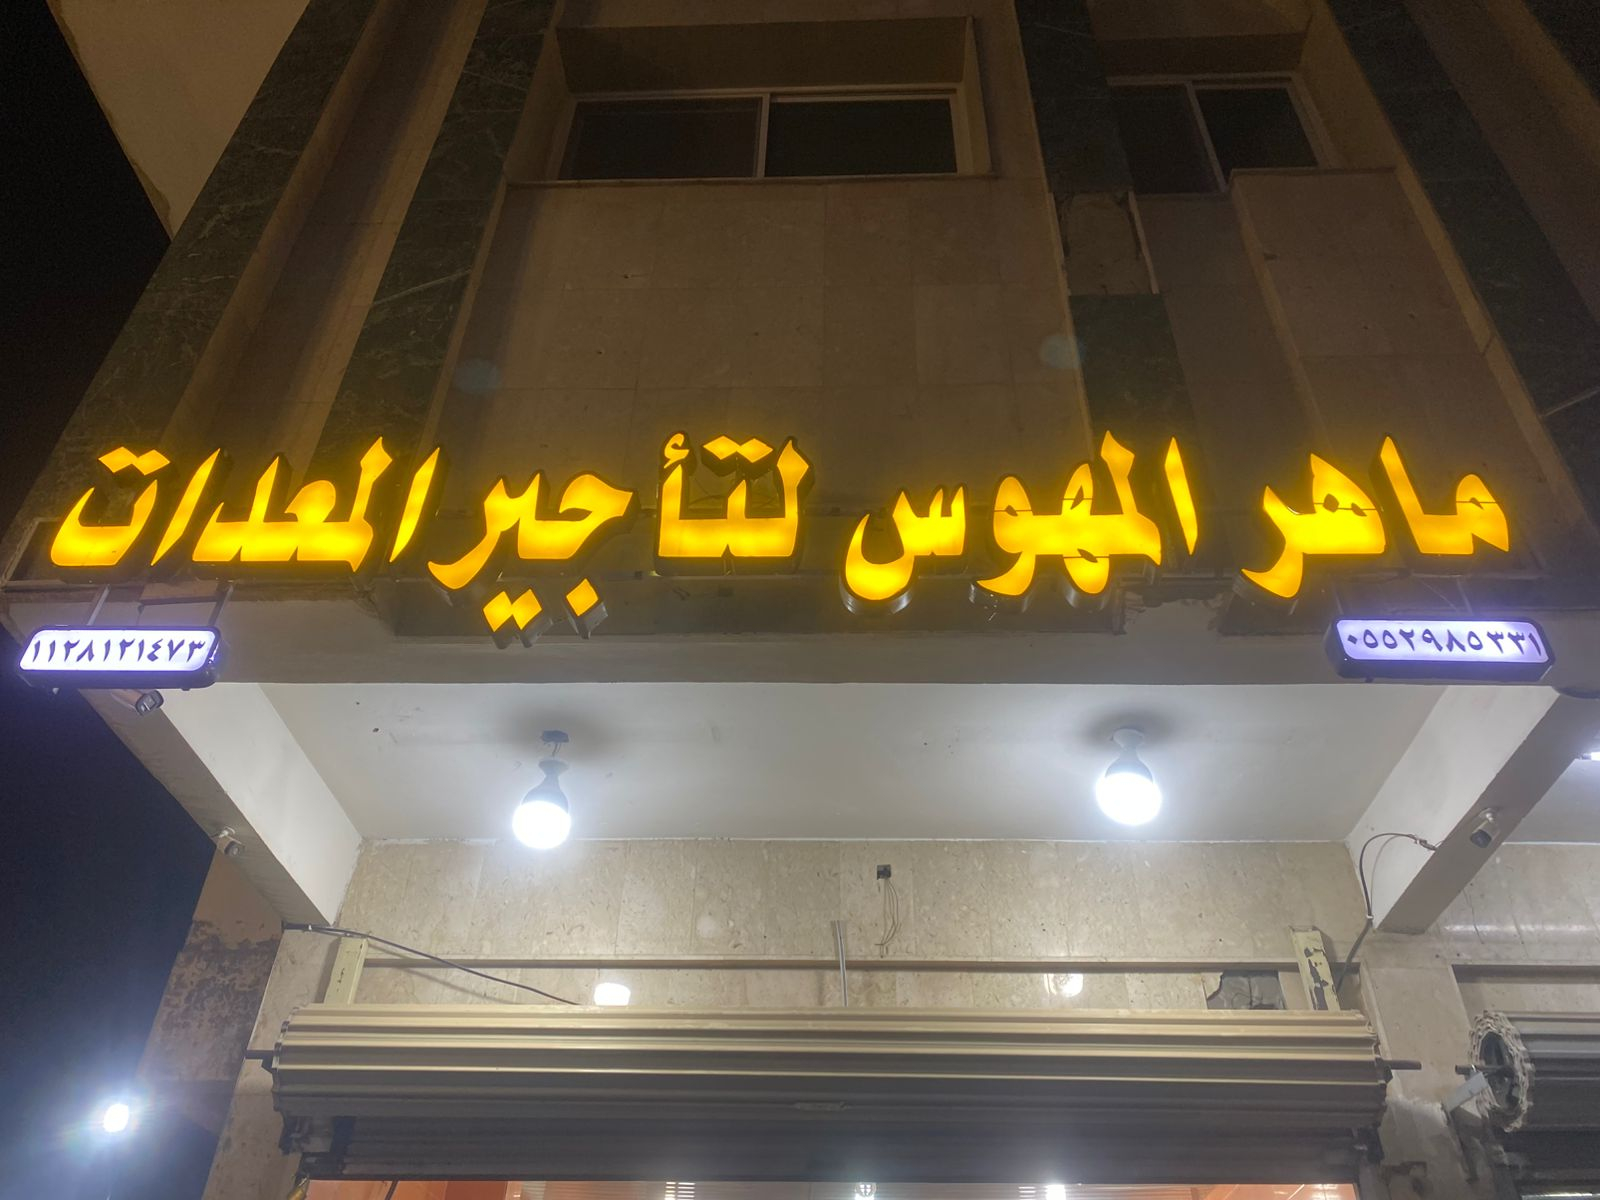 ماهر المهوس لتأجير المعدات
٠٥٥٢٩٨٥٣٣١
١١٢٨١٢١٤٧٣